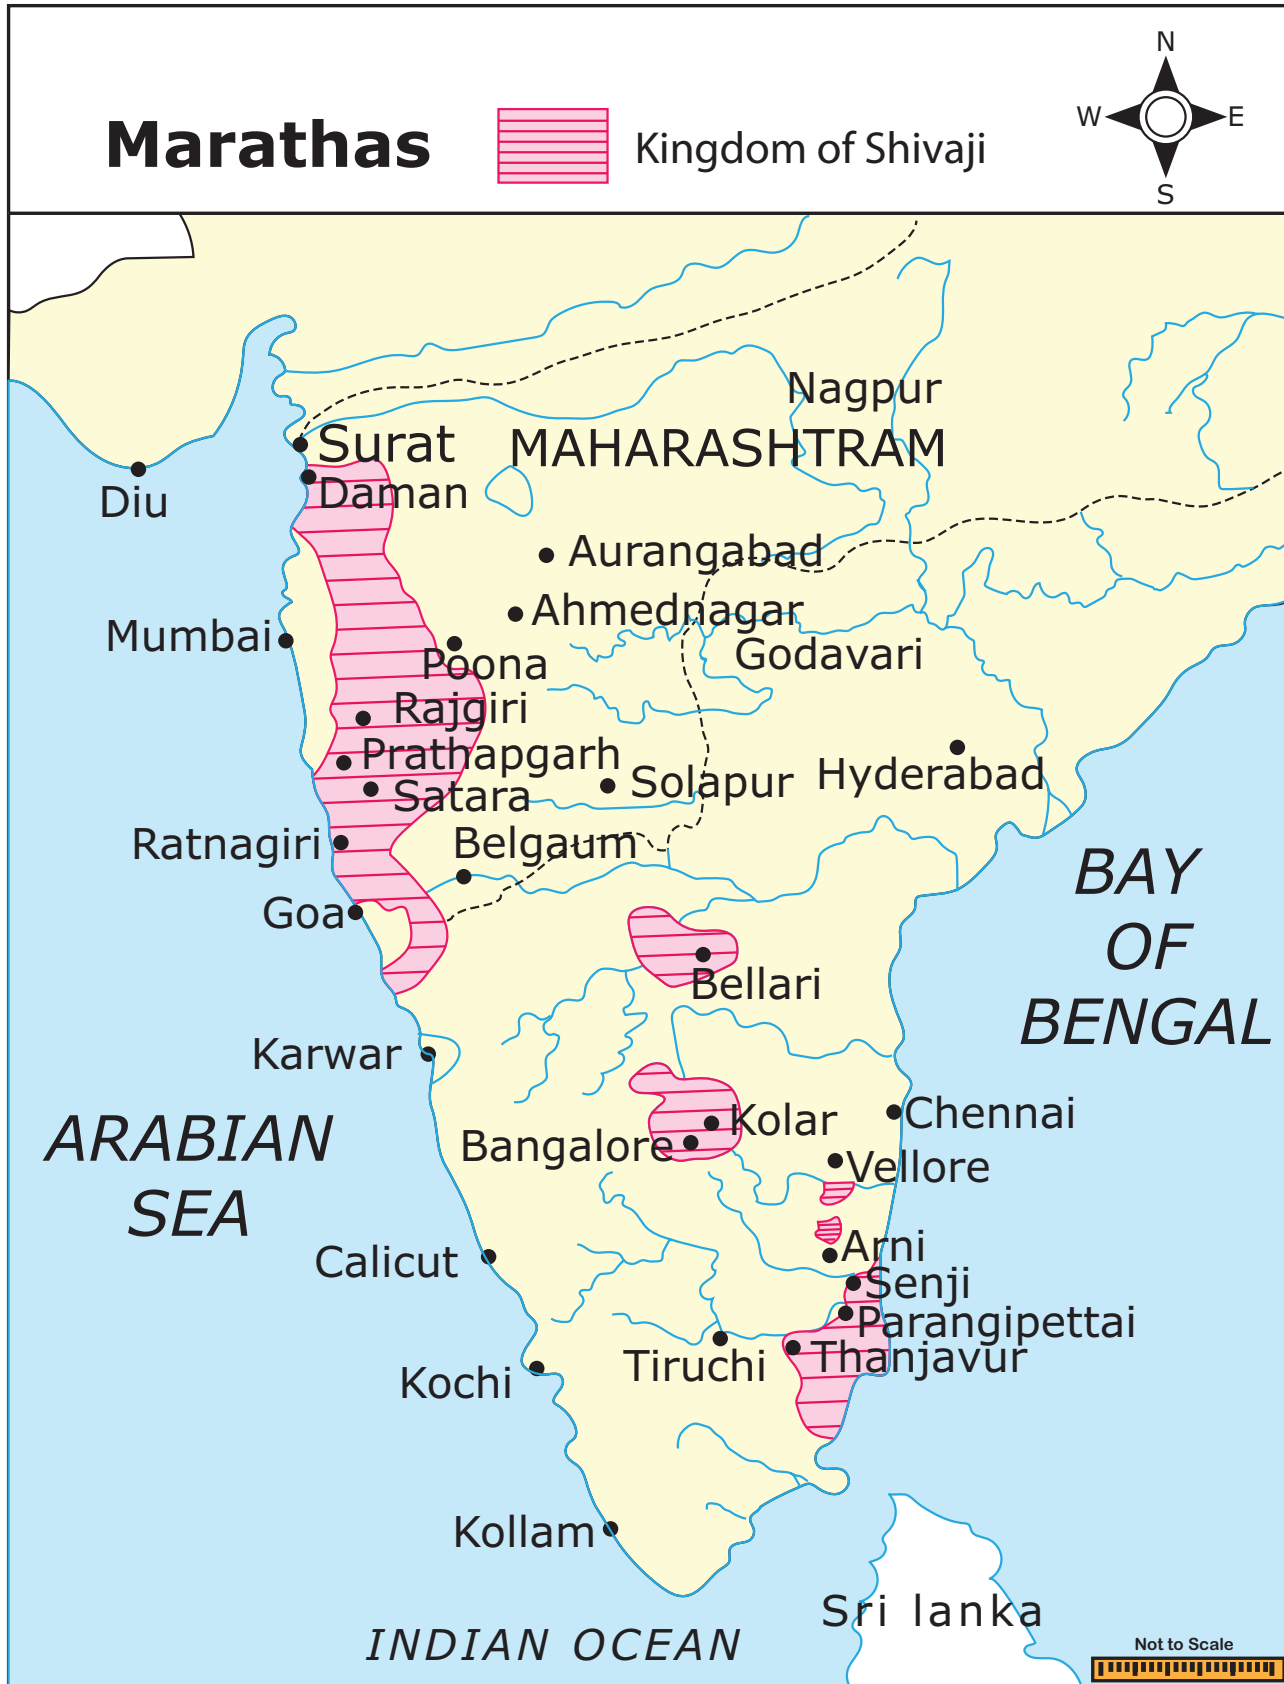 N
W E
S
Marathas
Kingdom of Shivaji
Nagpur
Surat
MAHARASHTRAM
Daman
Diu
Aurangabad
Ahmednagar
Mumbai
Godavari
Poona
Rajgiri
Prathapgarh
Solapur
Hyderabad
Satara
Ratnagiri
Belgaum
Goa
BAY
OF
BENGAL
Bellari
Karwar
Chennai
Kolar
ARABIAN
SEA
Bangalore
Vellore
Arni
Calicut
Senji
Parangipettai
Thanjavur
Tiruchi
Kochi
Kollam
Sri lanka
INDIAN OCEAN
Not to Scale